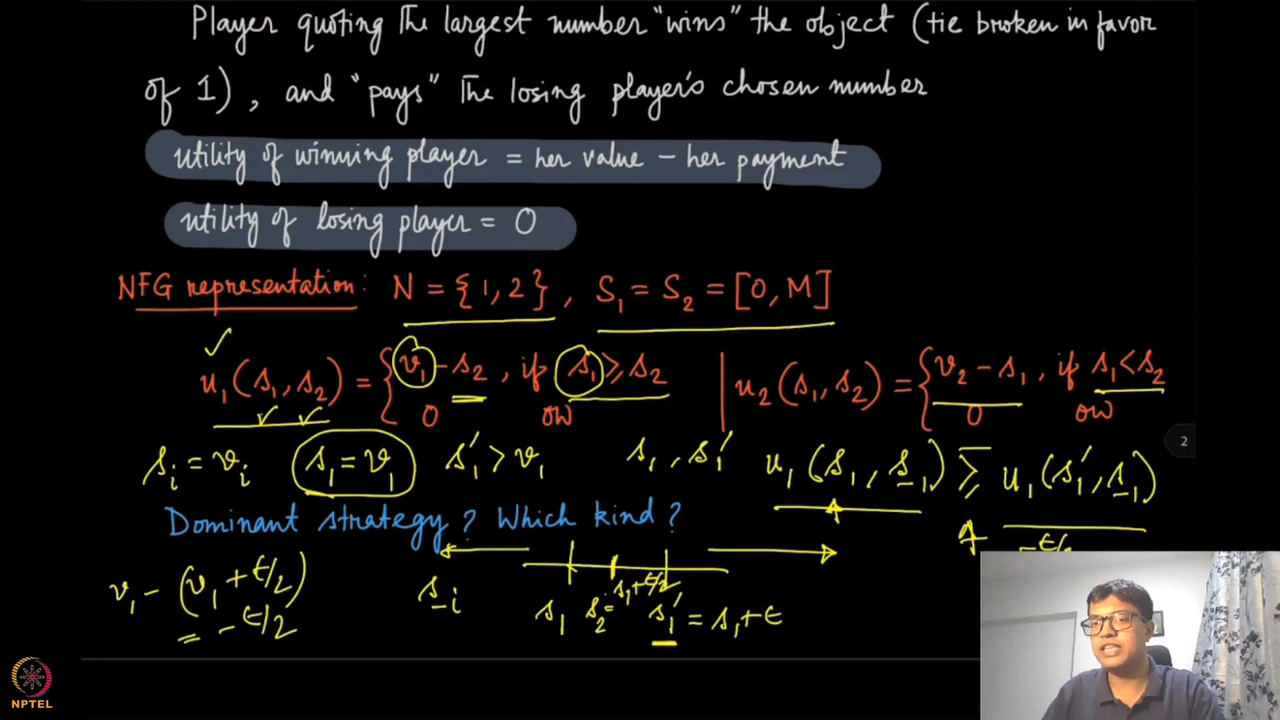 Player quoting the largest number "wins" the object (tie broken in favor
of 1), and "pays" the losing player's chosen number
utility of winning player = her value - her payment
utility of losing player = 0
NFG representation: N = {1, 2}, S₁ = S₂ = [0, M]
u₁(s₁, s₂) = { v₁ - s₂, if s₁ ⩾ s₂ | u₂(s₁, s₂) = { v₂ - s₁, if s₁ < s₂
0 ow 0 ow
sᵢ = vᵢ s₁ = v₁ s₁' > v₁ s₁, s₁' u₁(s₁, s₋₁) ⩾ u₁(s₁', s₋₁)
Dominant strategy? Which kind?
v₁ - (v₁ + ε/2) s₋ᵢ s₁ s₂ = s₁ + ε/2 s₁' = s₁ + ε
= - ε/2
2
NPTEL